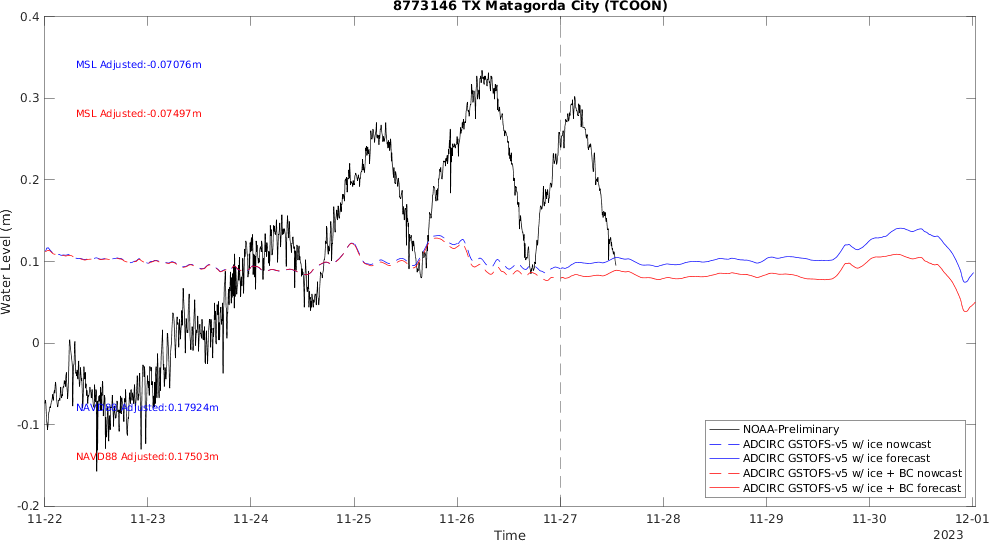 8773146 TX Matagorda City (TCOON)
0.4
0.3
0.2
0.1
0
-0.1
-0.2
Water Level (m)
MSL Adjusted:-0.07076m
MSL Adjusted:-0.07497m
NAVD88 Adjusted:0.17924m
NAVD88 Adjusted:0.17503m
NOAA-Preliminary
ADCIRC GSTOFS-v5 w/ ice nowcast
ADCIRC GSTOFS-v5 w/ ice forecast
ADCIRC GSTOFS-v5 w/ ice + BC nowcast
ADCIRC GSTOFS-v5 w/ ice + BC forecast
11-22 11-23 11-24 11-25 11-26 11-27 11-28 11-29 11-30 12-01
Time
2023